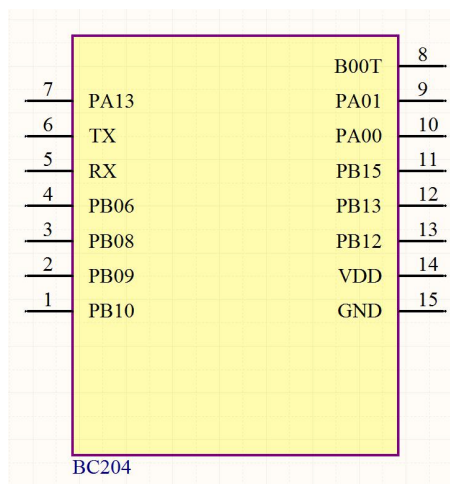 B00T 8
7 PA13 PA01 9
6 TX PA00 10
5 RX PB15 11
4 PB06 PB13 12
3 PB08 PB12 13
2 PB09 VDD 14
1 PB10 GND 15
BC204